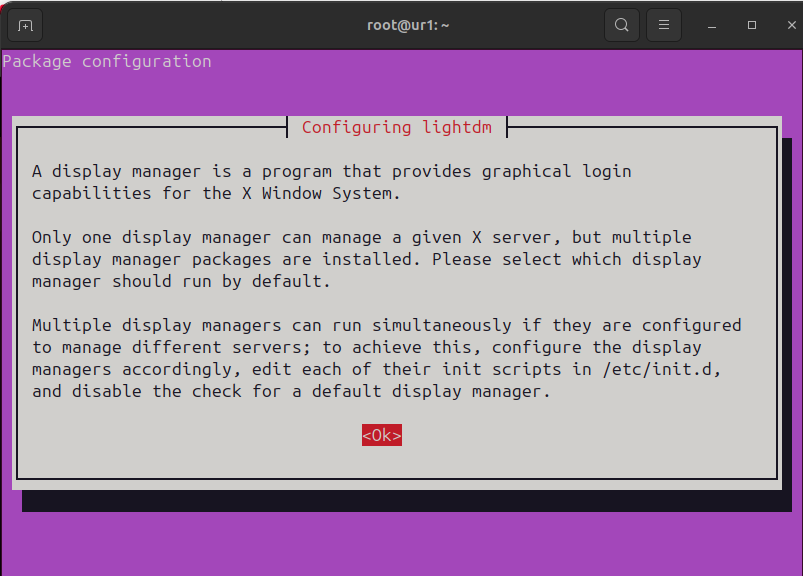 root@ur1: ~
Package configuration
Configuring lightdm
A display manager is a program that provides graphical login
capabilities for the X Window System.
Only one display manager can manage a given X server, but multiple
display manager packages are installed. Please select which display
manager should run by default.
Multiple display managers can run simultaneously if they are configured
to manage different servers; to achieve this, configure the display
managers accordingly, edit each of their init scripts in /etc/init.d,
and disable the check for a default display manager.
<Ok>